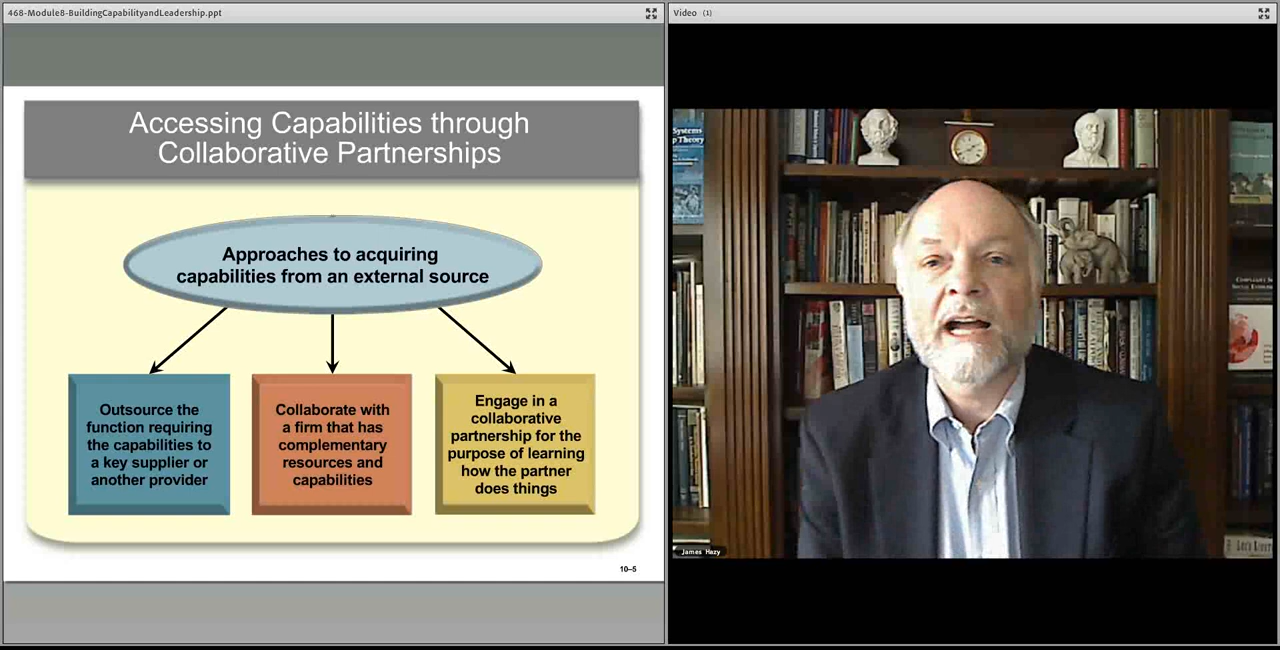 468-Module8-BuildingCapabilityandLeadership.ppt
Accessing Capabilities through
Collaborative Partnerships
Approaches to acquiring
capabilities from an external source
Outsource the
function requiring
the capabilities to
a key supplier or
another provider
Collaborate with
a firm that has
complementary
resources and
capabilities
Engage in a
collaborative
partnership for the
purpose of learning
how the partner
does things
10–5
Video (1)
Systems
p Theory
James Hazy